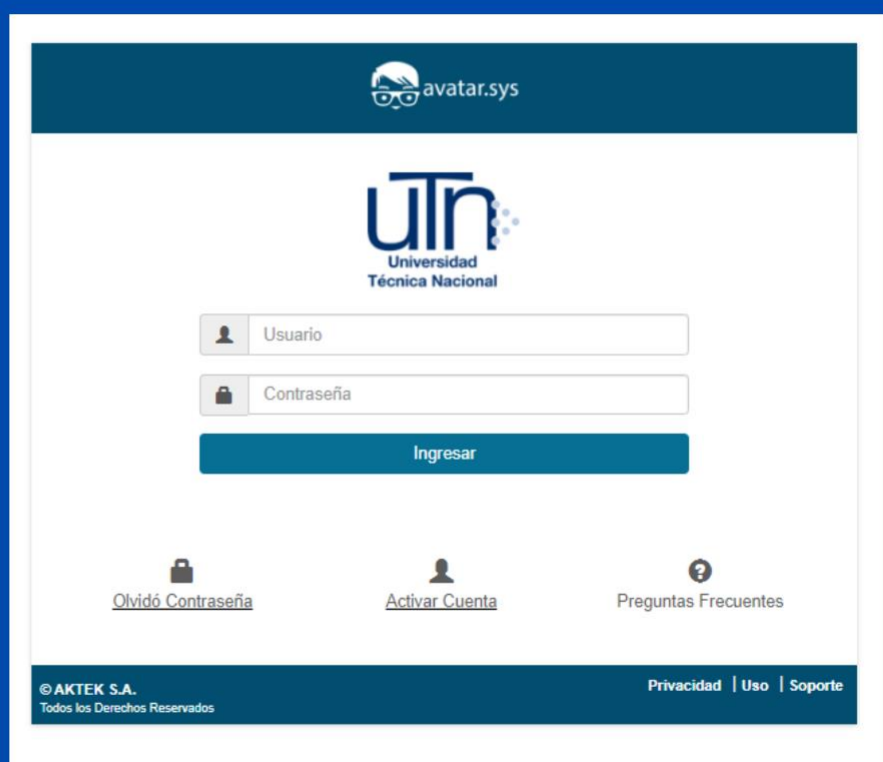 avatar.sys
uTn
Universidad
Técnica Nacional
Usuario
Contraseña
Ingresar
Olvidó Contraseña
Activar Cuenta
Preguntas Frecuentes
© AKTEK S.A.
Todos los Derechos Reservados
Privacidad | Uso | Soporte